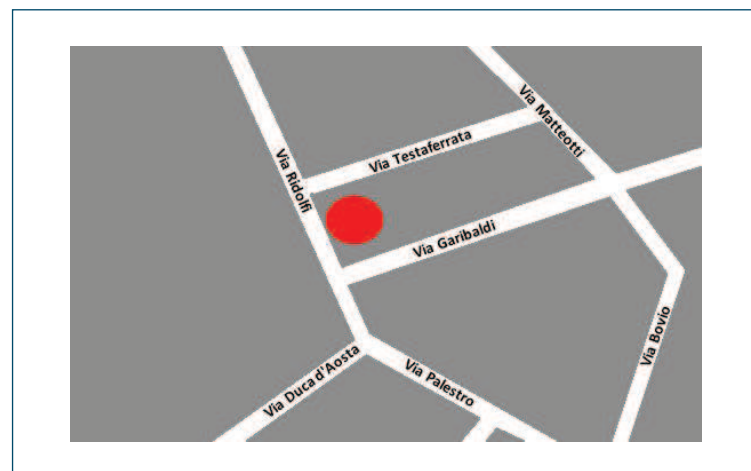 Via Matteotti
Via Testaferrata
Via Ridolfi
Via Garibaldi
Via Bovio
Via Duca d'Aosta
Via Palestro